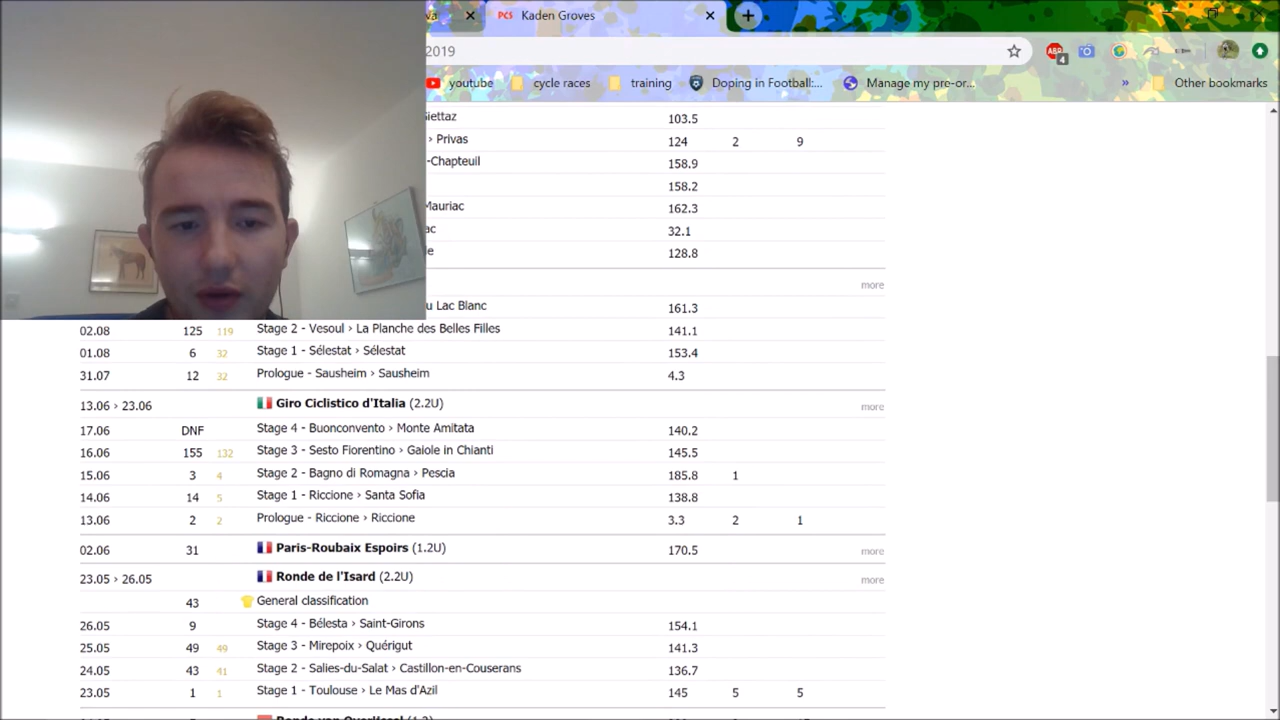 va
PCS Kaden Groves
2019
ABP
4
youtube cycle races training Doping in Football:... Manage my pre-or... » Other bookmarks
Giettaz 103.5
› Privas 124 2 9
-Chapteuil 158.9
158.2
Mauriac 162.3
ac 32.1
le 128.8
more
u Lac Blanc 161.3
02.08 125 119 Stage 2 - Vesoul › La Planche des Belles Filles 141.1
01.08 6 32 Stage 1 - Sélestat › Sélestat 153.4
31.07 12 32 Prologue - Sausheim › Sausheim 4.3
13.06 › 23.06 Giro Ciclistico d'Italia (2.2U) more
17.06 DNF Stage 4 - Buonconvento › Monte Amitata 140.2
16.06 155 132 Stage 3 - Sesto Fiorentino › Gaiole in Chianti 145.5
15.06 3 4 Stage 2 - Bagno di Romagna › Pescia 185.8 1
14.06 14 5 Stage 1 - Riccione › Santa Sofia 138.8
13.06 2 2 Prologue - Riccione › Riccione 3.3 2 1
02.06 31 Paris-Roubaix Espoirs (1.2U) 170.5 more
23.05 › 26.05 Ronde de l'Isard (2.2U) more
43 General classification
26.05 9 Stage 4 - Bélesta › Saint-Girons 154.1
25.05 49 49 Stage 3 - Mirepoix › Quérigut 141.3
24.05 43 41 Stage 2 - Salies-du-Salat › Castillon-en-Couserans 136.7
23.05 1 1 Stage 1 - Toulouse › Le Mas d'Azil 145 5 5